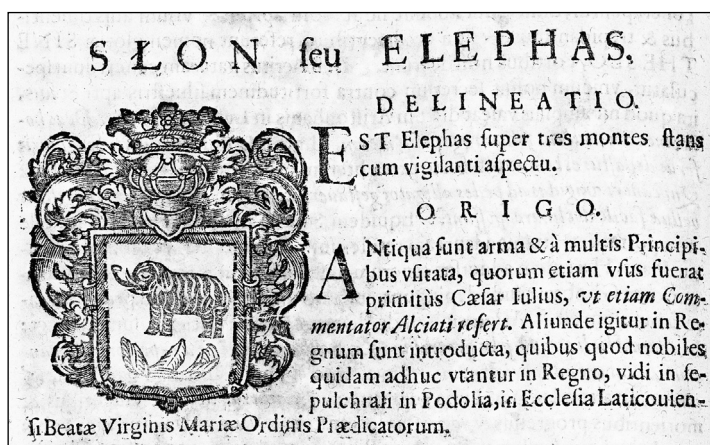 SŁON ſeu ELEPHAS.
DELINEATIO.
EST Elephas ſuper tres montes ſtans
cum vigilanti aſpectu.
ORIGO.
ANtiqua ſunt arma & à multis Principi-
bus vſitata, quorum etiam vſus fuerat
primitùs Cæſar Iulius, vt etiam Com-
mentator Alciati refert. Aliunde igitur in Re-
gnum ſunt introducta, quibus quod nobiles
quidam adhuc vtantur in Regno, vidi in ſe-
pulchrali in Podolia, in Eccleſia Laticouien-
ſi Beatæ Virginis Mariæ Ordinis Prædicatorum.